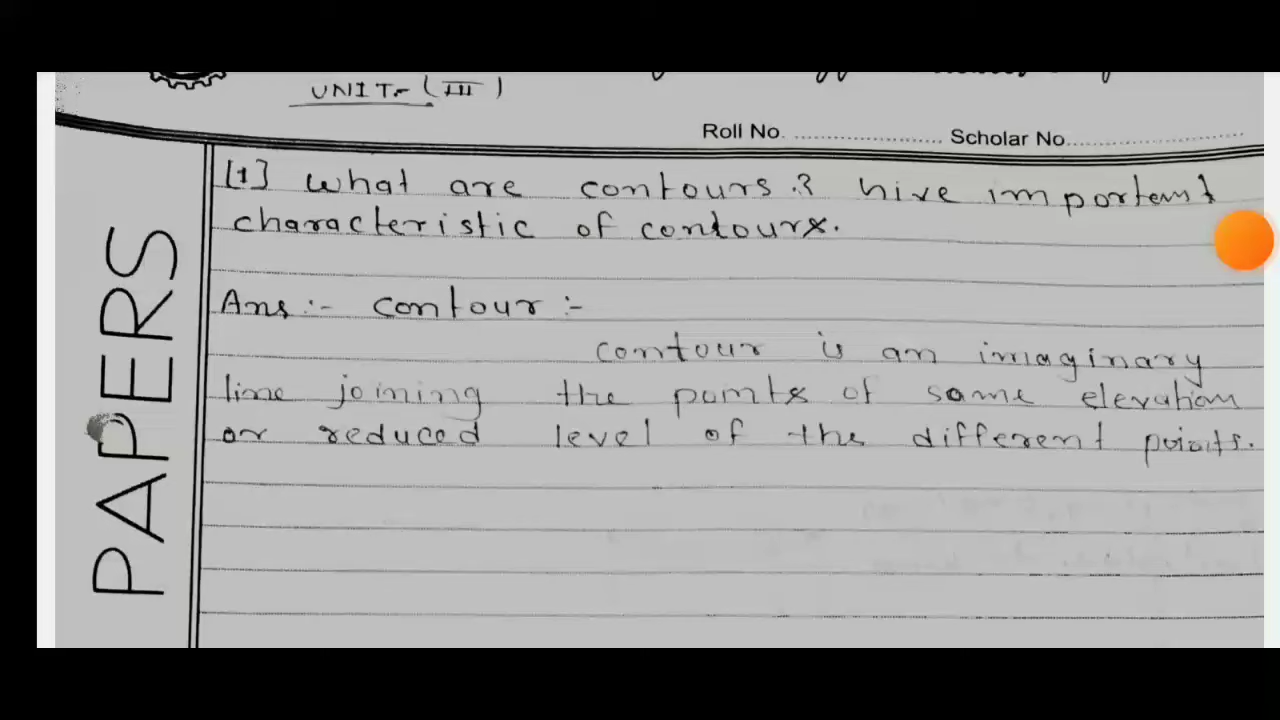 UNIT- (III)
Roll No. ........................ Scholar No. ........................
[1] What are contours.? hive important
characteristic of contours.
Ans :- contour :-
contour is an imaginary
line joining the points of same elevation
or reduced level of the different points.
PAPERS